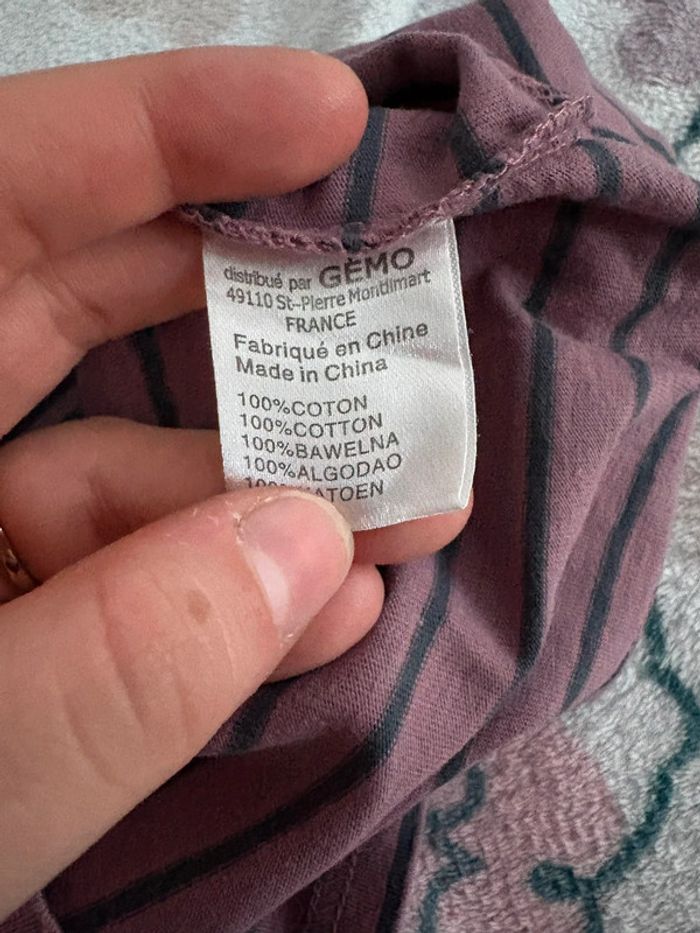 distribué par GÉMO
49110 St-Pierre Montlimart
FRANCE
Fabriqué en Chine
Made in China
100%COTON
100%COTTON
100%BAWELNA
100%ALGODAO